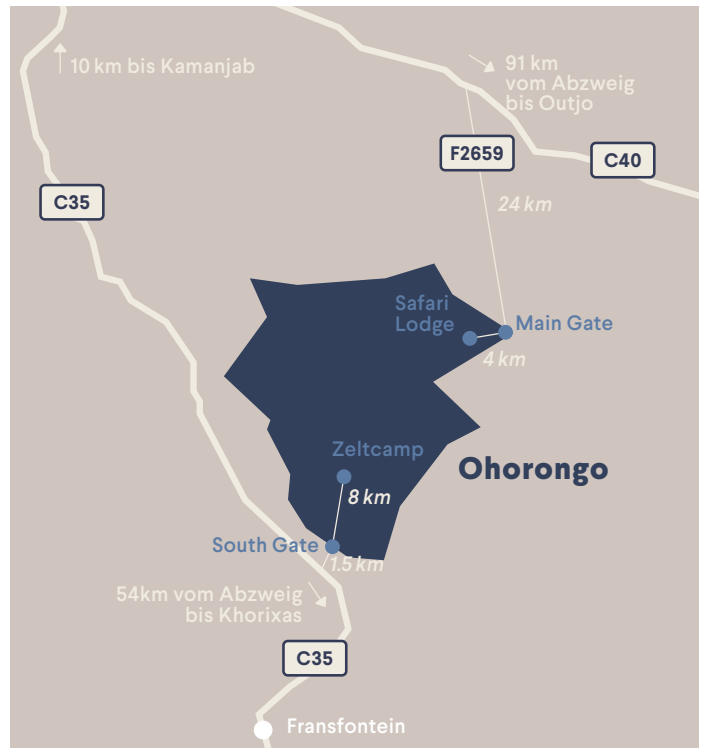 10 km bis Kamanjab
91 km
vom Abzweig
bis Outjo
F2659
C40
C35
24 km
Safari
Lodge
Main Gate
4 km
Zeltcamp
Ohorongo
8 km
South Gate
1.5 km
54km vom Abzweig
bis Khorixas
C35
Fransfontein